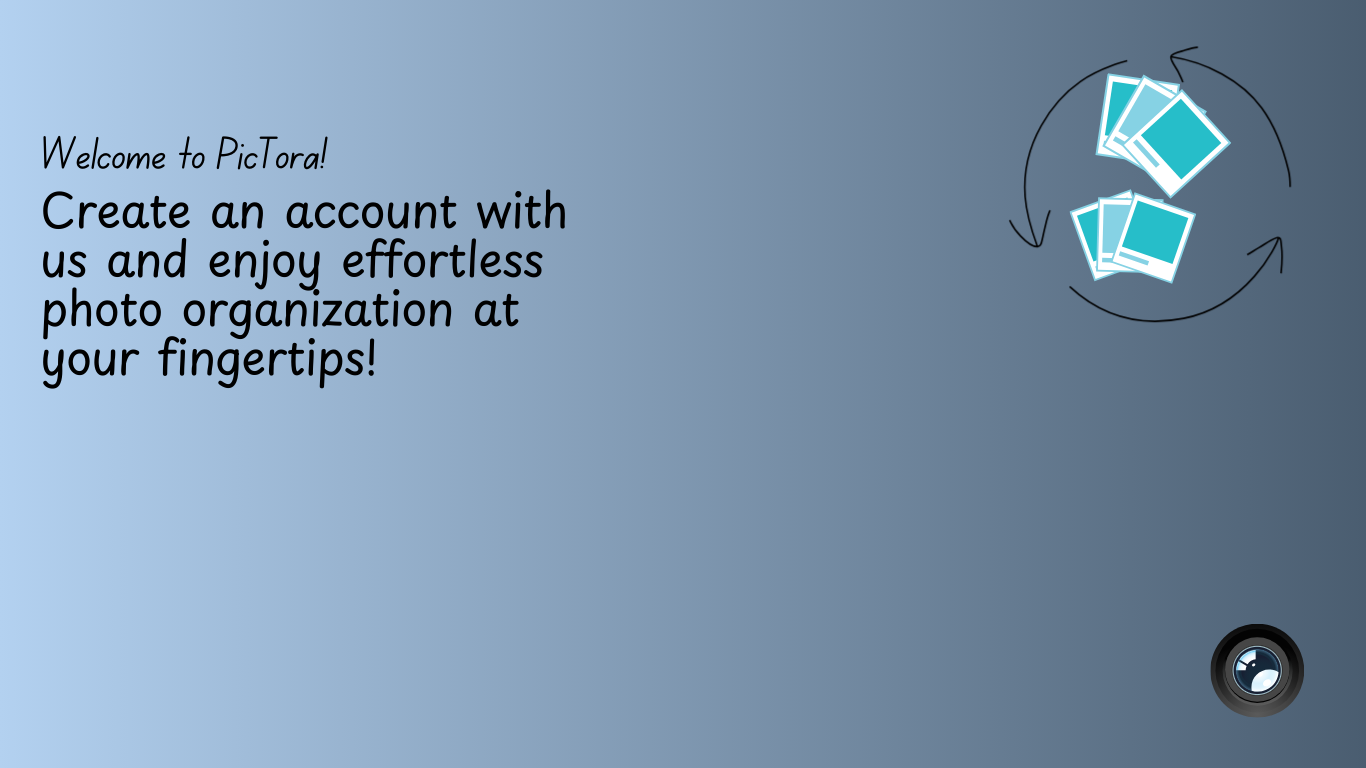 Welcome to PicTora!
Create an account with
us and enjoy effortless
photo organization at
your fingertips!